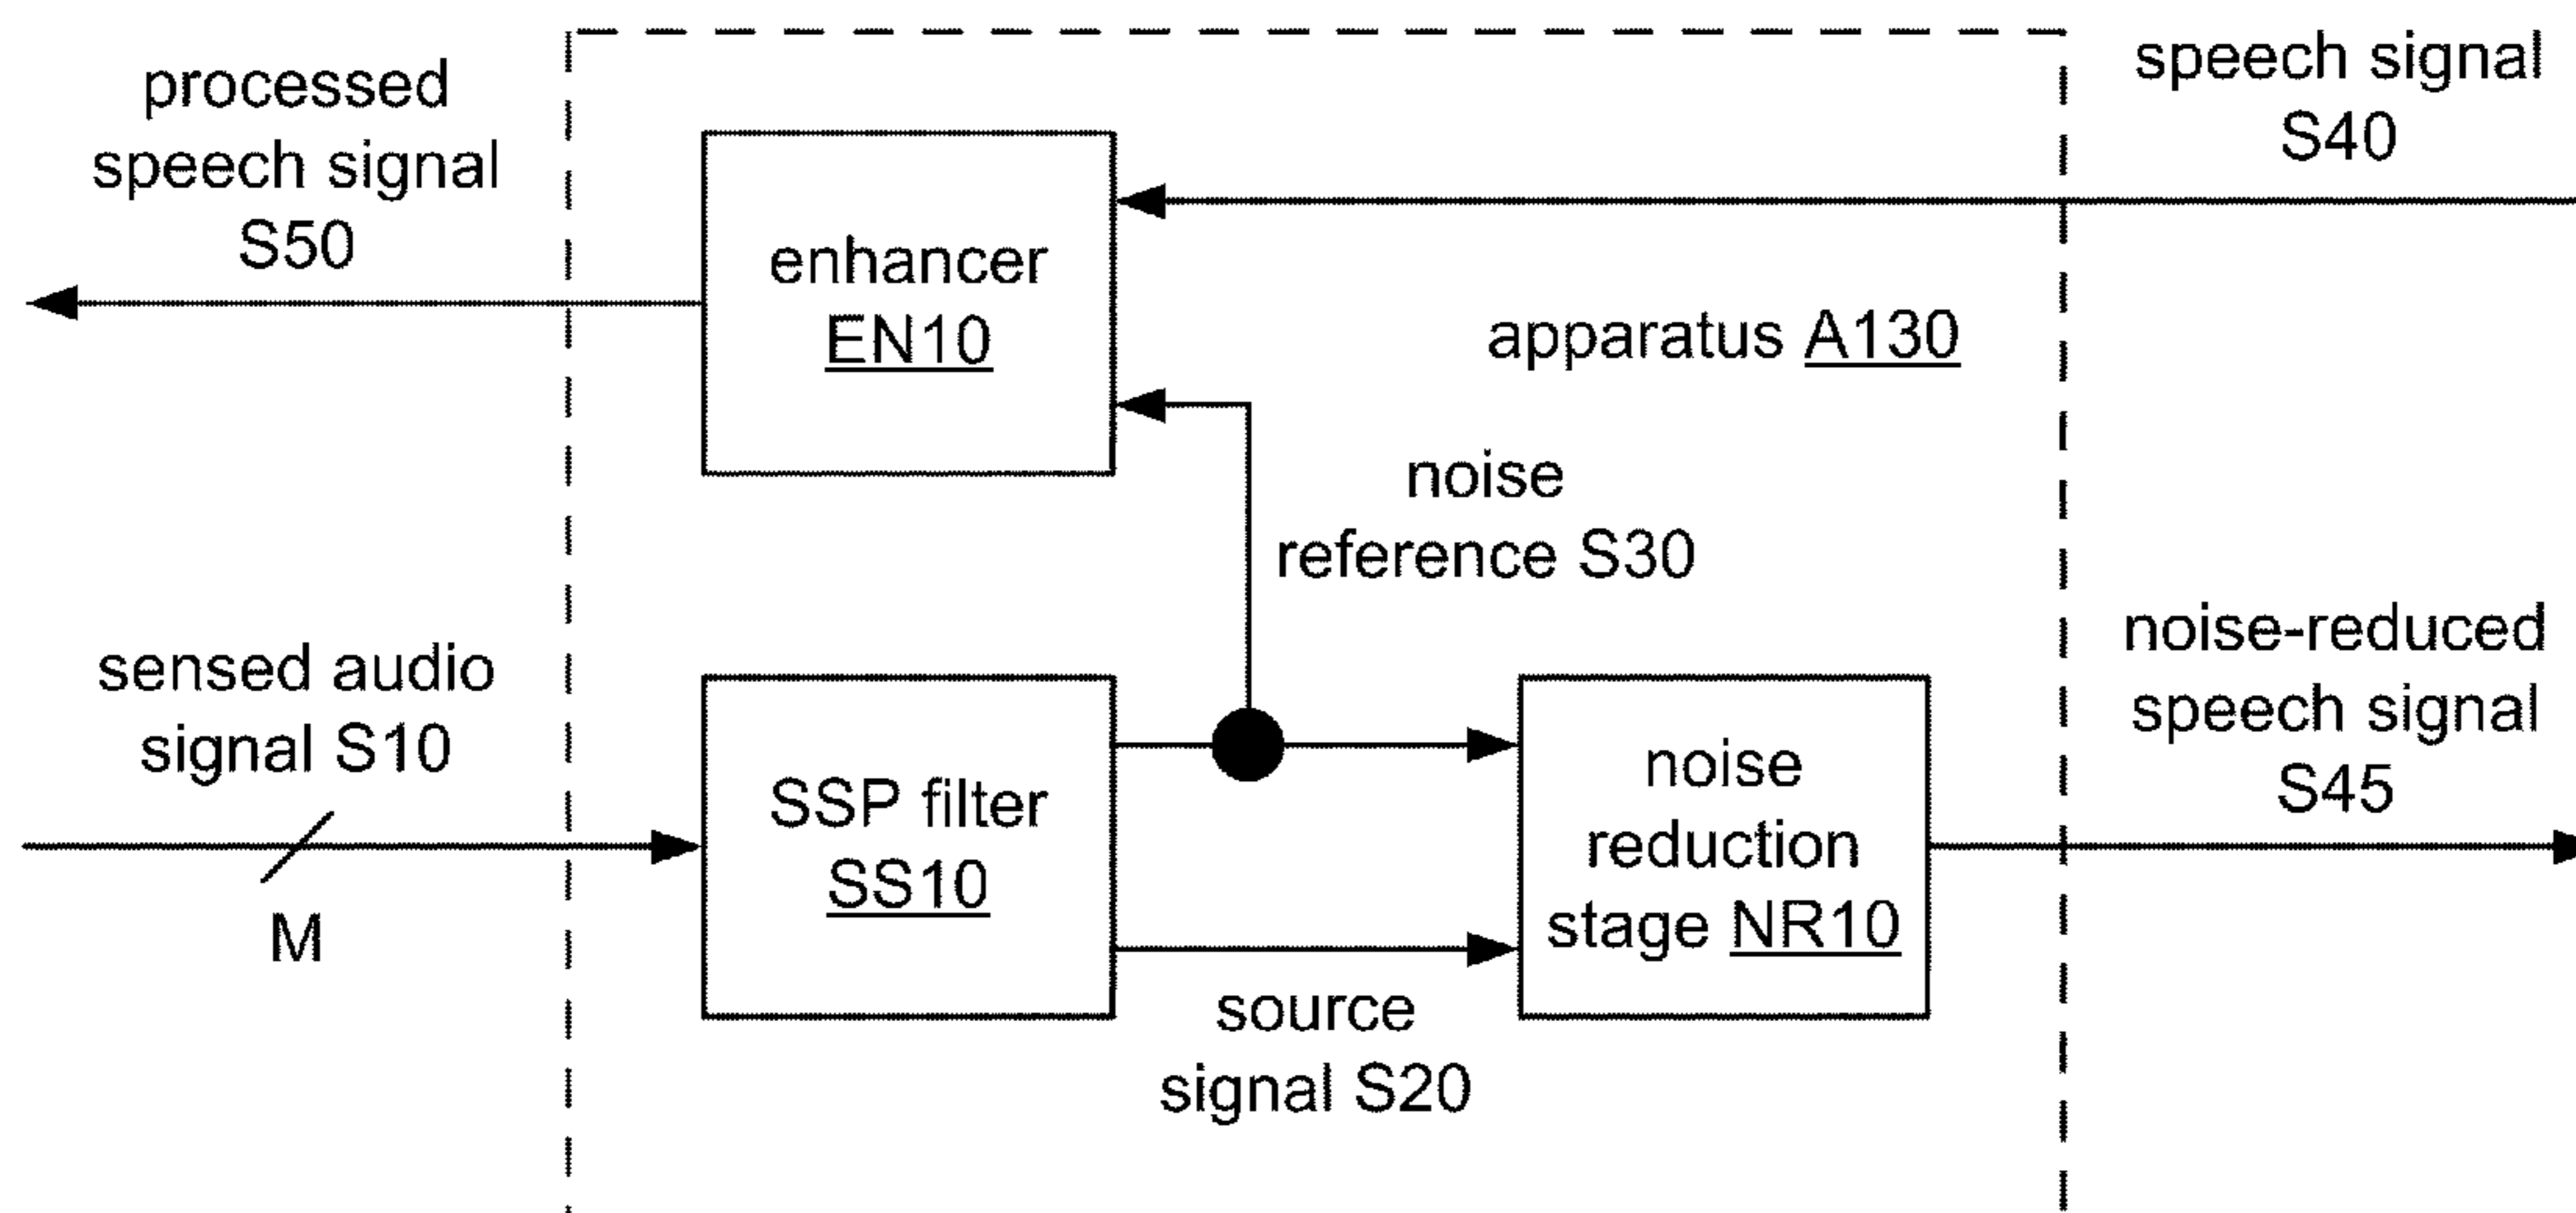 processed
speech signal
S50
speech signal
S40
enhancer
EN10
apparatus A130
noise
reference S30
sensed audio
signal S10
M
SSP filter
SS10
source
signal S20
noise
reduction
stage NR10
noise-reduced
speech signal
S45